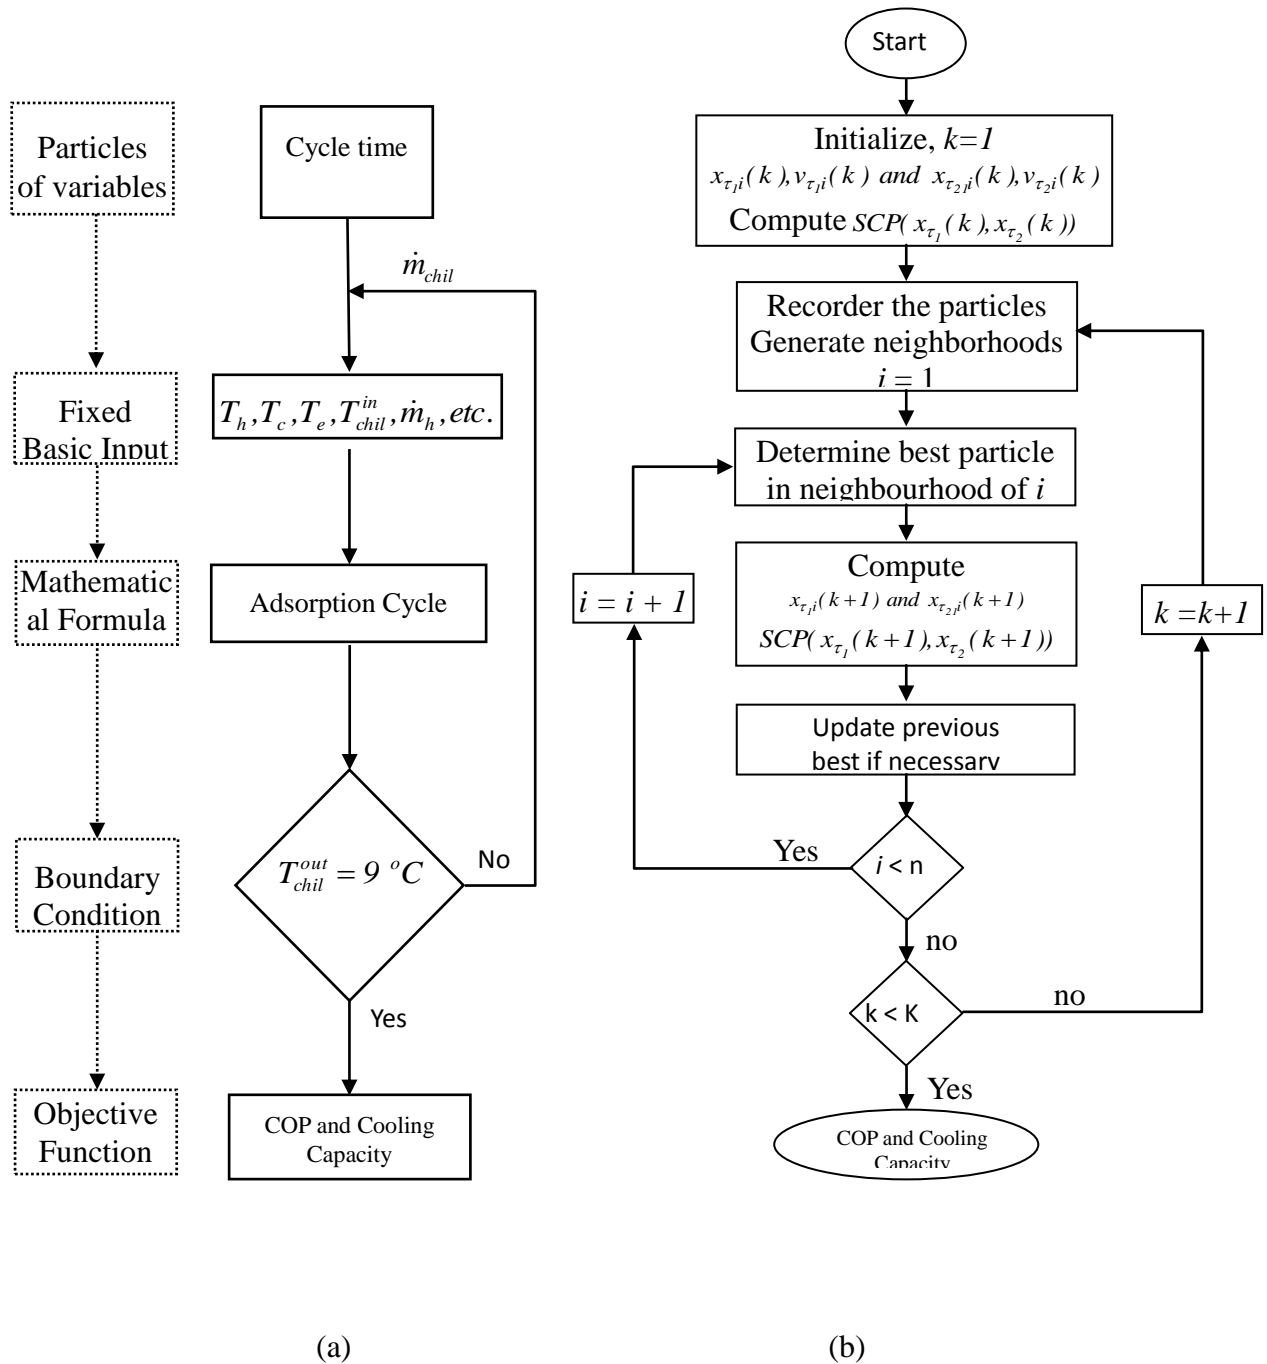 Particles
of variables
Fixed
Basic Input
Mathematic
al Formula
Boundary
Condition
Objective
Function
Cycle time
ṁ_chil
T_h, T_c, T_e, T_chil^in, ṁ_h, etc.
Adsorption Cycle
T_chil^out = 9 °C
No
Yes
COP and Cooling
Capacity
(a)
Start
Initialize, k=1
x_τ₁i(k), v_τ₁i(k) and x_τ₂₁i(k), v_τ₂i(k)
Compute SCP( x_τ₁(k), x_τ₂(k))
Recorder the particles
Generate neighborhoods
i = 1
Determine best particle
in neighbourhood of i
Compute
x_τ₁i(k+1) and x_τ₂₁i(k+1)
SCP( x_τ₁(k+1), x_τ₂(k+1))
i = i + 1
k =k+1
Update previous
best if necessary
Yes
i < n
no
k < K
no
Yes
COP and Cooling
Capacity
(b)